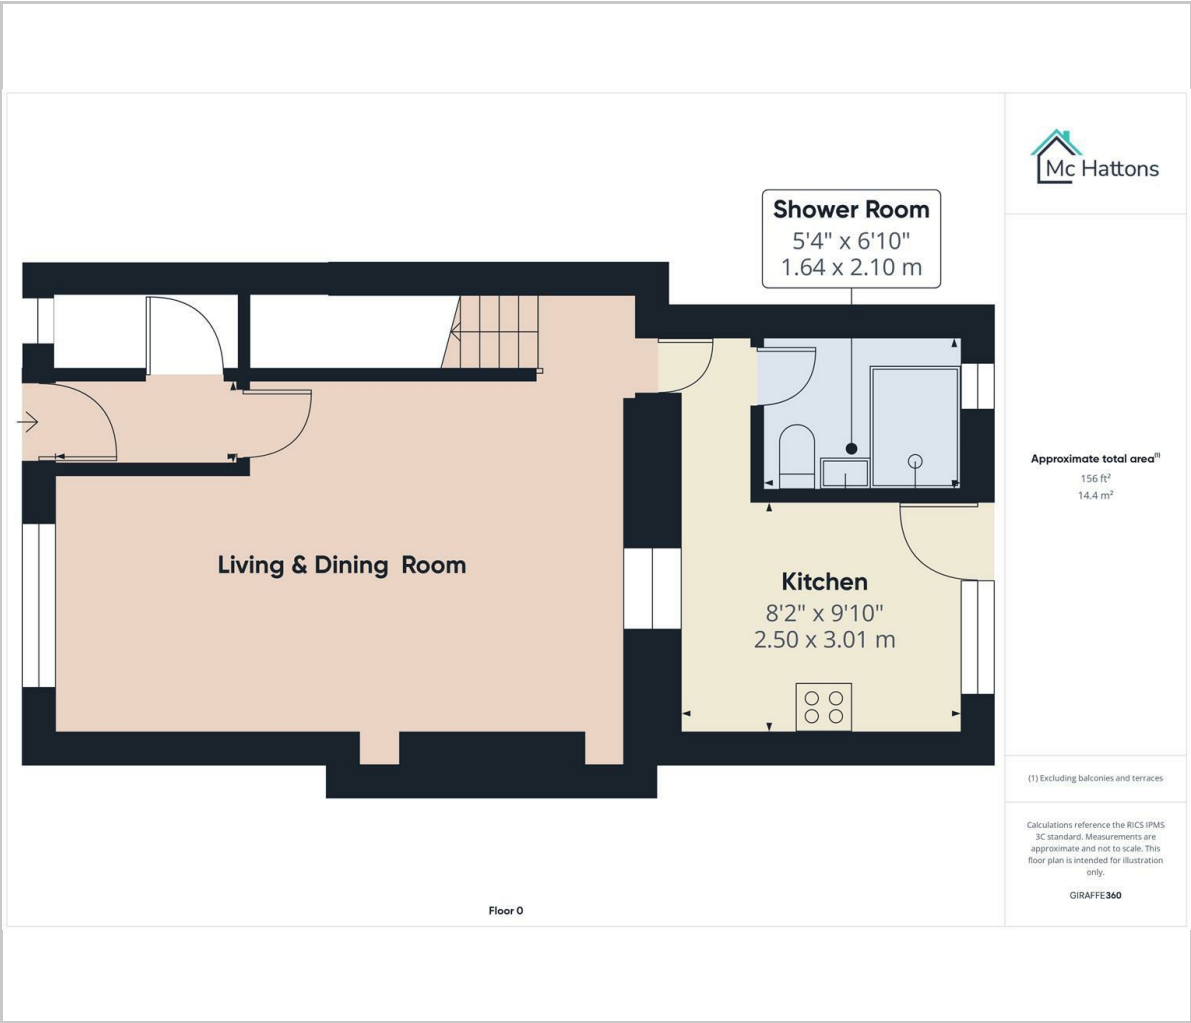 Mc Hattons
Shower Room
5'4" x 6'10"
1.64 x 2.10 m
Living & Dining Room
Kitchen
8'2" x 9'10"
2.50 x 3.01 m
Approximate total area(1)
156 ft²
14.4 m²
(1) Excluding balconies and terraces
Calculations reference the RICS IPMS
3C standard. Measurements are
approximate and not to scale. This
floor plan is intended for illustration
only.
GIRAFFE360
Floor 0